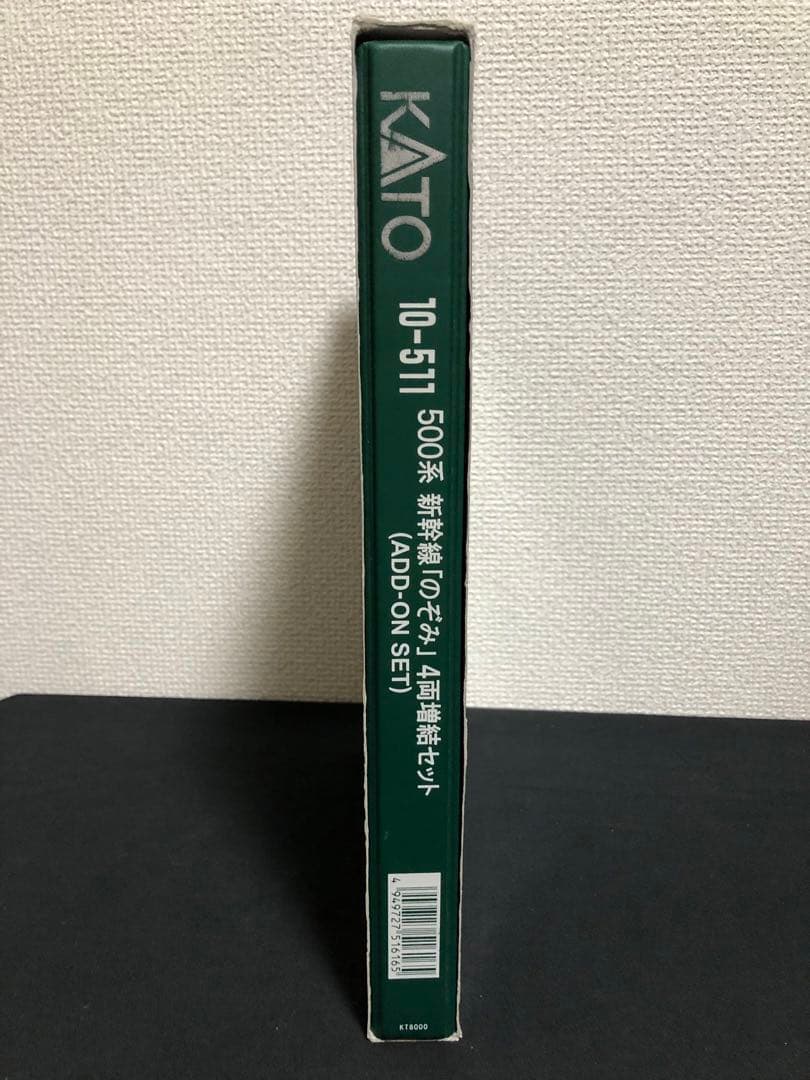 KATO
10-511
500系 新幹線「のぞみ」4両増結セット
(ADD-ON SET)
4 949727 516165
KT8000